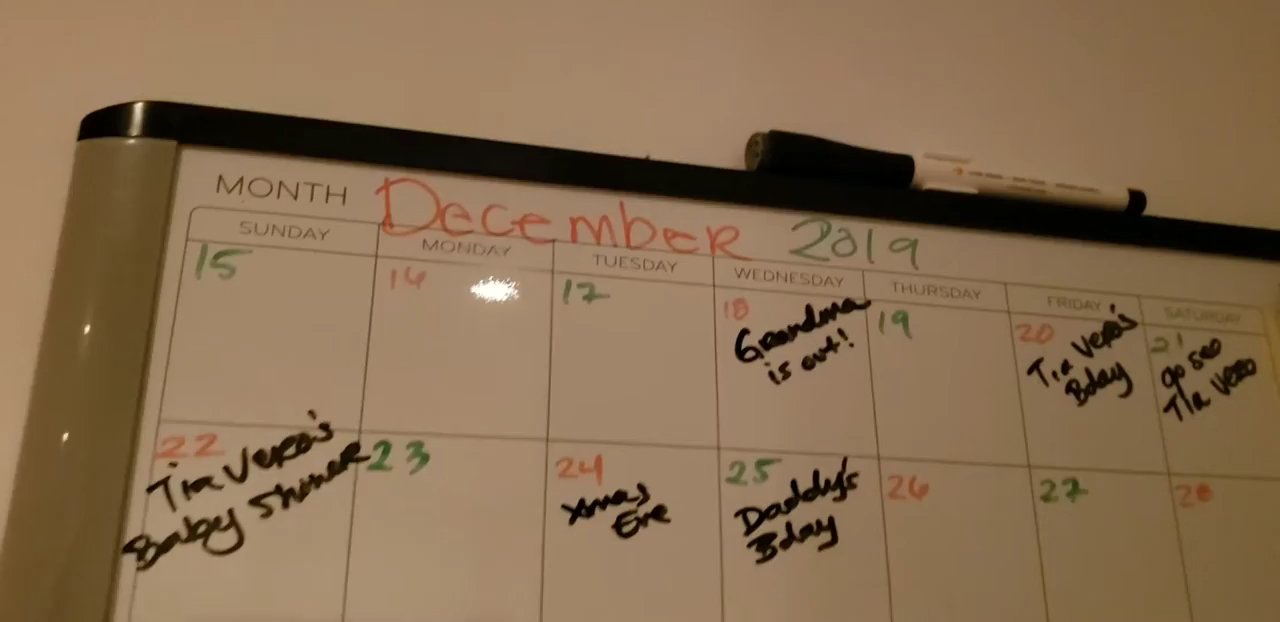 MONTH December 2019
SUNDAY MONDAY TUESDAY WEDNESDAY THURSDAY FRIDAY SATURDAY
15 16 17 18 19 20 21
Grandma
is out!
Tia Vero's
Bday
go see
Tia Vero
22 23 24 25 26 27 28
Tia Vero's
Baby Shower
Xmas
Eve
Daddy's
Bday